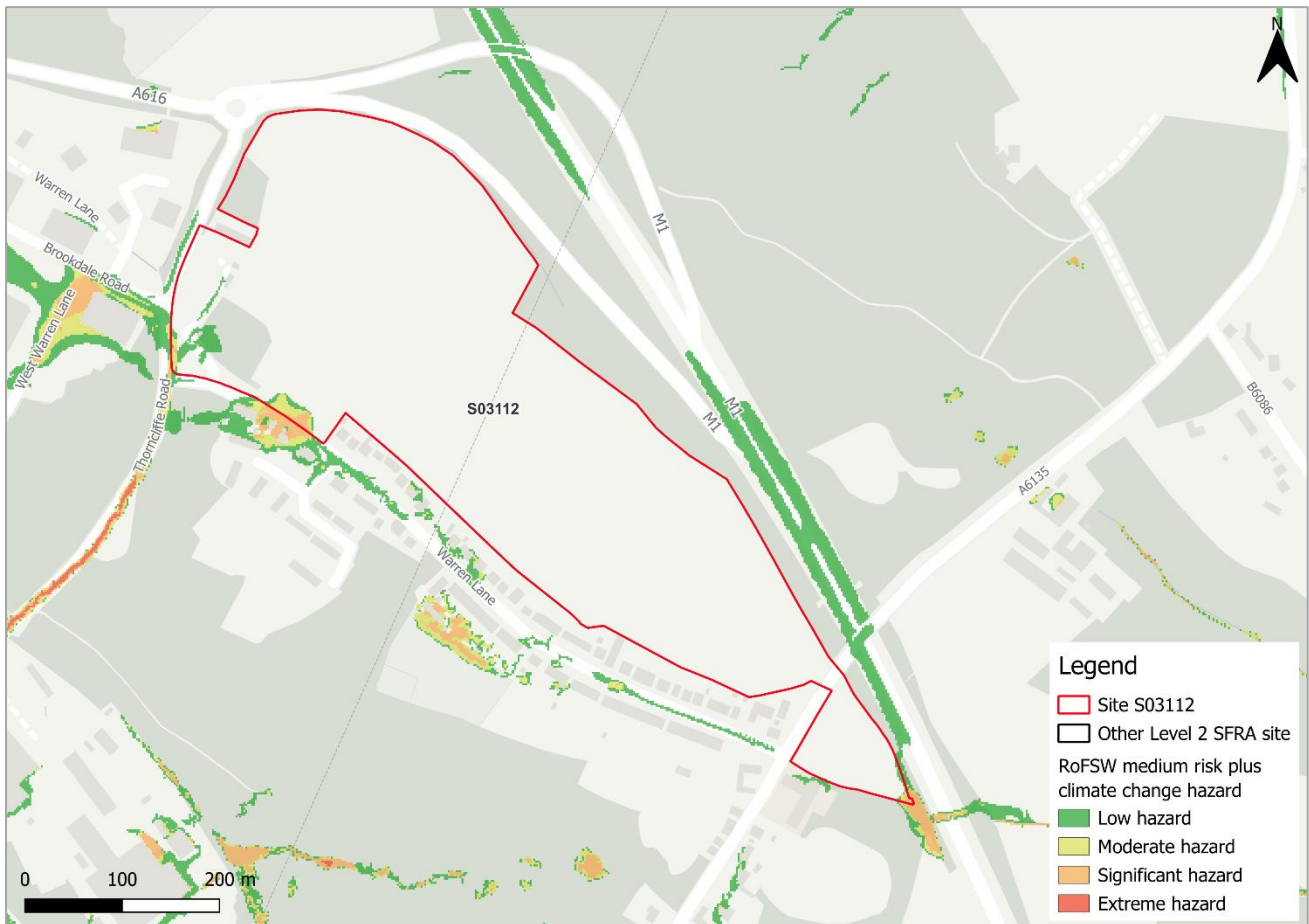 N
A616
Warren Lane
M1
Brookdale Road
West Warren Lane
Thorncliffe Road
S03112
M1
M1
B6086
A6135
Warren Lane
Legend
Site S03112
Other Level 2 SFRA site
RoFSW medium risk plus
climate change hazard
Low hazard
Moderate hazard
Significant hazard
Extreme hazard
0 100 200 m